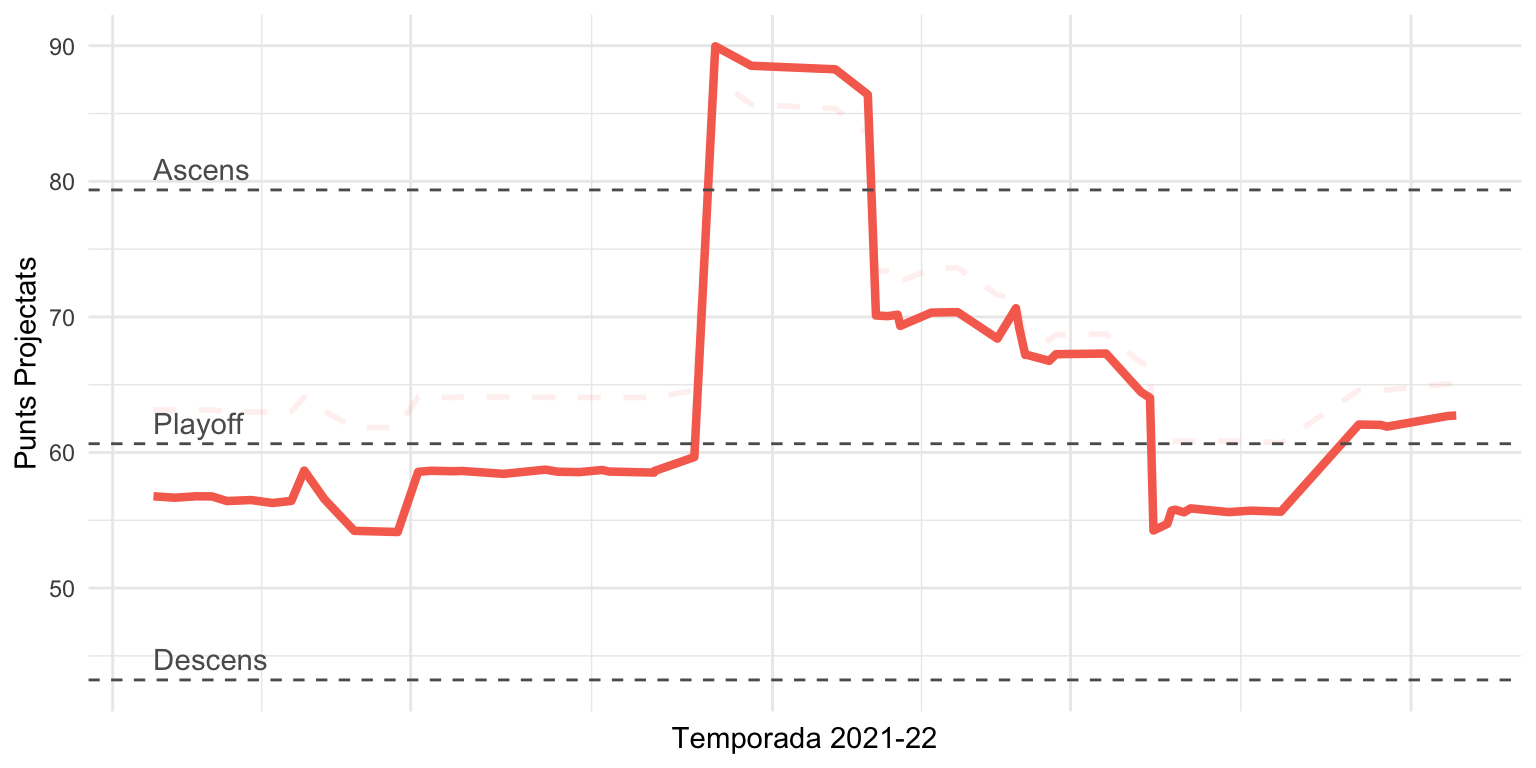 90
80
70
60
50
Punts Projectats
Ascens
Playoff
Descens
Temporada 2021-22